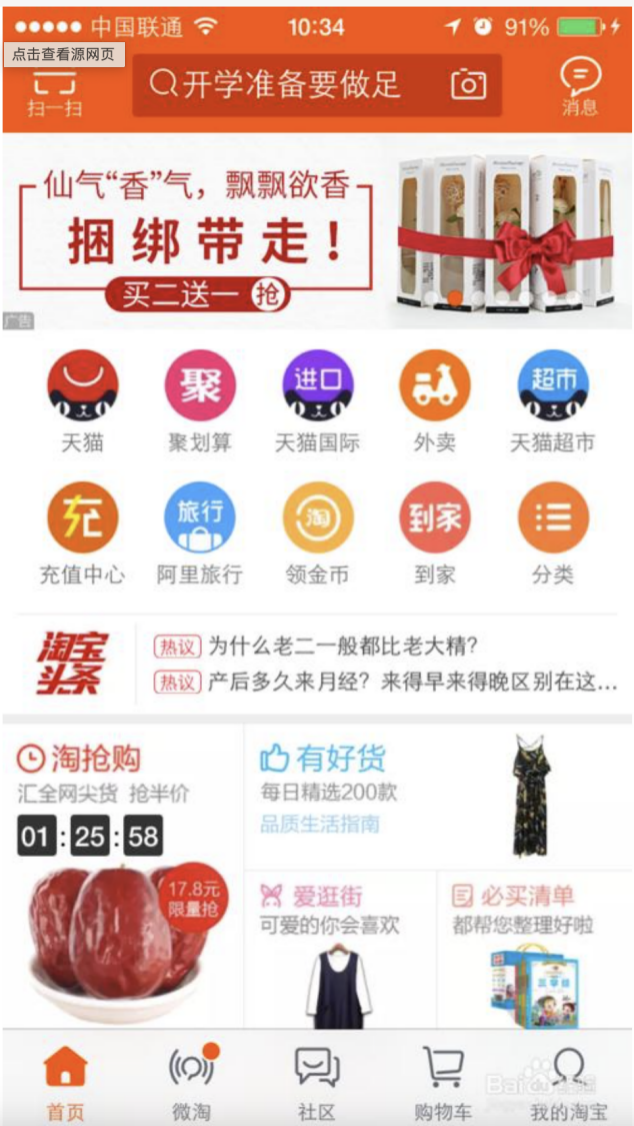 中国联通 10:34 91%
点击查看源网页
扫一扫 开学准备要做足 消息
仙气“香”气，飘飘欲香
捆绑带走！
买二送一 抢
广告
聚 进口 超市
天猫 聚划算 天猫国际 外卖 天猫超市
充 旅行 淘 到家
充值中心 阿里旅行 领金币 到家 分类
淘宝头条
热议 为什么老二一般都比老大精？
热议 产后多久来月经？来得早来得晚区别在这...
淘抢购
汇全网尖货 抢半价
01:25:58
17.8元
限量抢
有好货
每日精选200款
品质生活指南
爱逛街
可爱的你会喜欢
必买清单
都帮您整理好啦
首页 微淘 社区 购物车 我的淘宝
Baidu经验